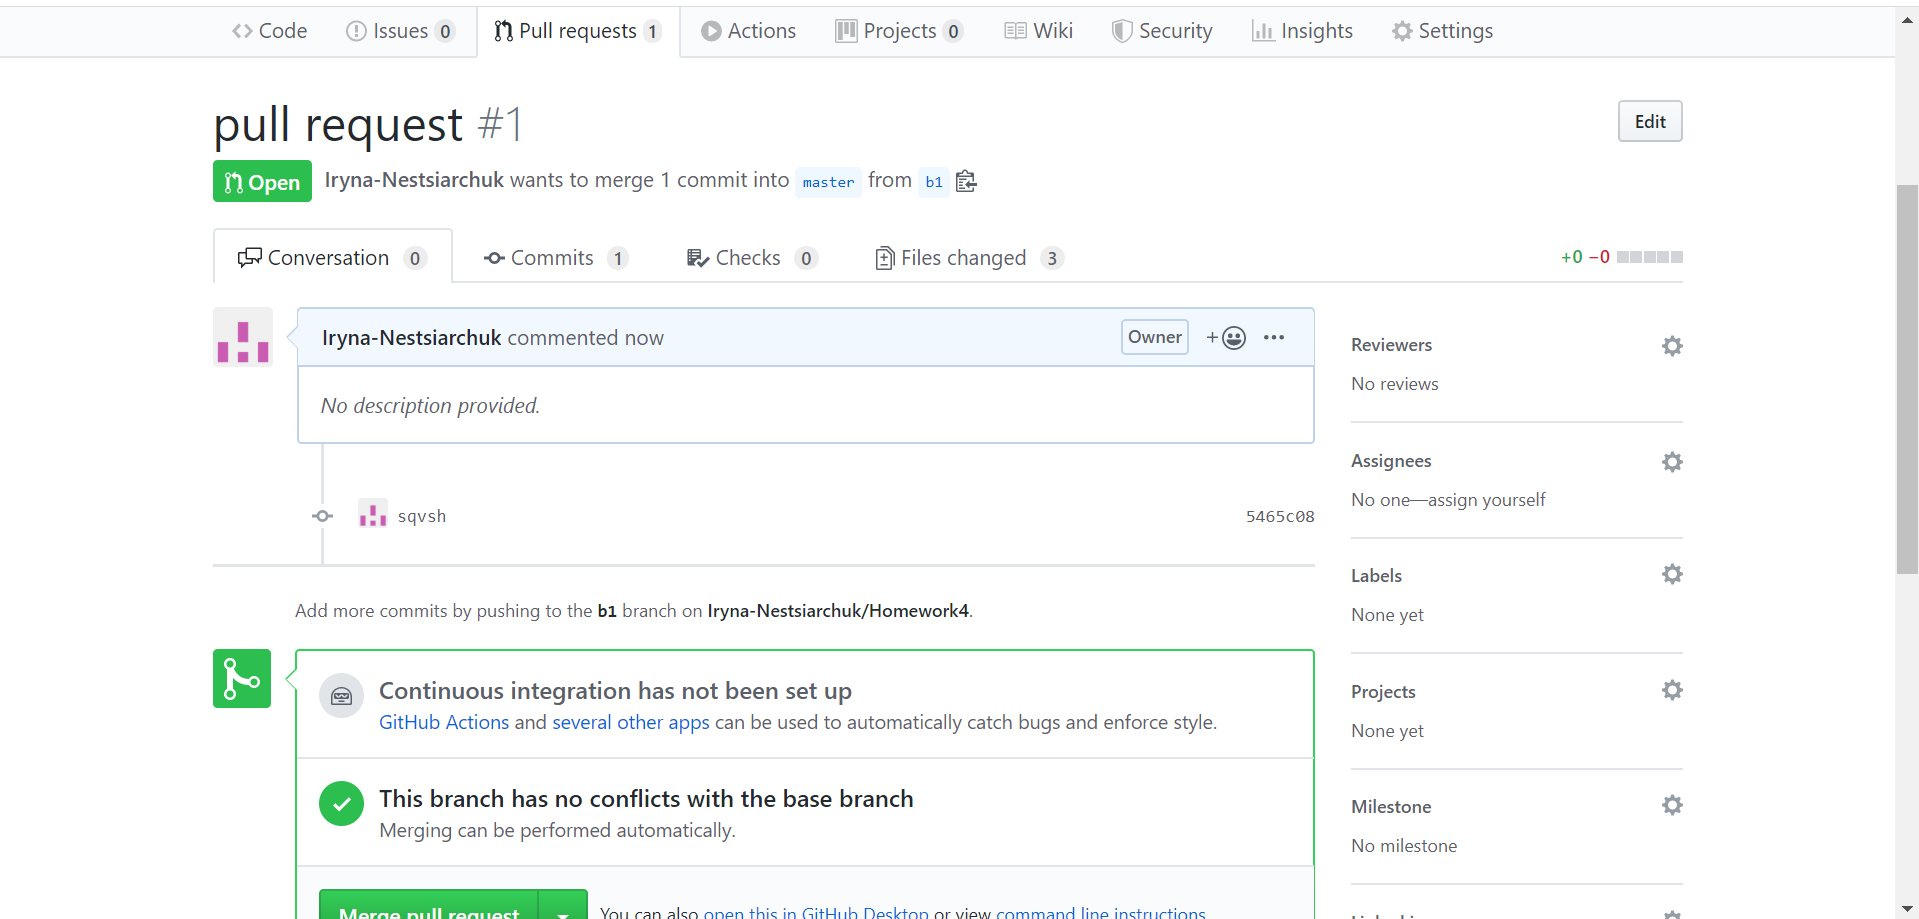 Code Issues 0 Pull requests 1 Actions Projects 0 Wiki Security Insights Settings
pull request #1
Edit
Open Iryna-Nestsiarchuk wants to merge 1 commit into master from b1
Conversation 0 Commits 1 Checks 0 Files changed 3 +0 −0
Iryna-Nestsiarchuk commented now Owner
No description provided.
sqvsh 5465c08
Add more commits by pushing to the b1 branch on Iryna-Nestsiarchuk/Homework4.
Continuous integration has not been set up
GitHub Actions and several other apps can be used to automatically catch bugs and enforce style.
This branch has no conflicts with the base branch
Merging can be performed automatically.
Merge pull request You can also open this in GitHub Desktop or view command line instructions.
Reviewers
No reviews
Assignees
No one—assign yourself
Labels
None yet
Projects
None yet
Milestone
No milestone